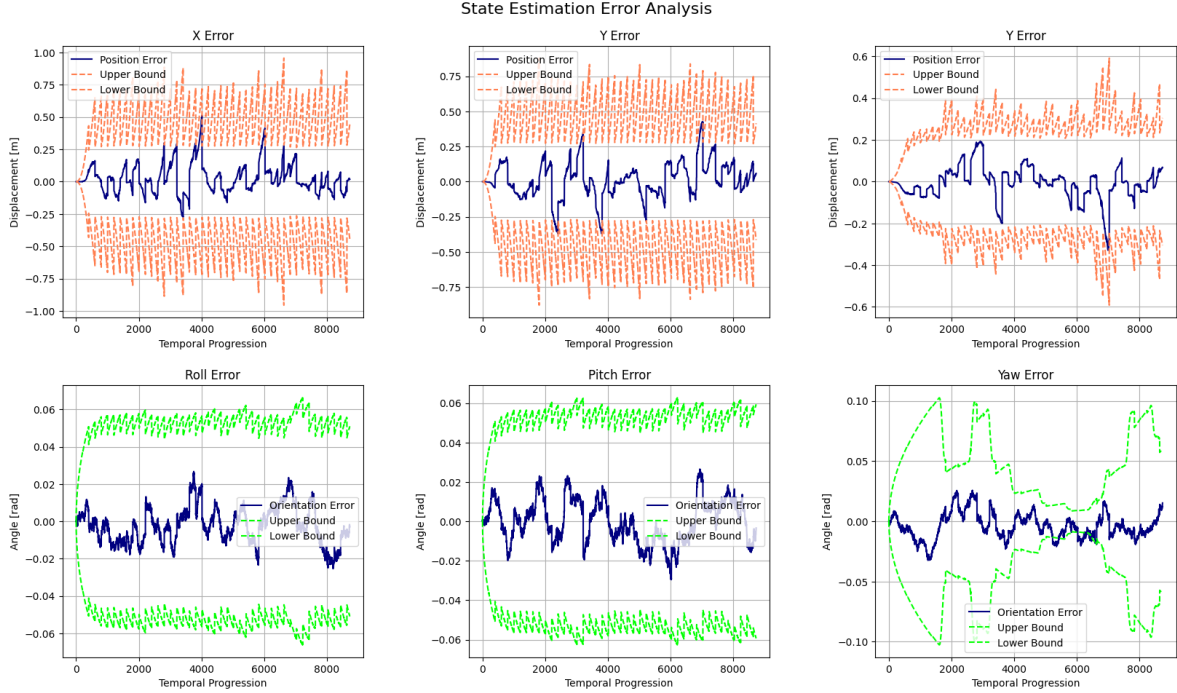 State Estimation Error Analysis
X Error
Displacement [m]
1.00
0.75
0.50
0.25
0.00
−0.25
−0.50
−0.75
−1.00
Position Error
Upper Bound
Lower Bound
0 2000 4000 6000 8000
Temporal Progression
Y Error
Displacement [m]
0.75
0.50
0.25
0.00
−0.25
−0.50
−0.75
Position Error
Upper Bound
Lower Bound
0 2000 4000 6000 8000
Temporal Progression
Y Error
Displacement [m]
0.6
0.4
0.2
0.0
−0.2
−0.4
−0.6
Position Error
Upper Bound
Lower Bound
0 2000 4000 6000 8000
Temporal Progression
Roll Error
Angle [rad]
0.06
0.04
0.02
0.00
−0.02
−0.04
−0.06
Orientation Error
Upper Bound
Lower Bound
0 2000 4000 6000 8000
Temporal Progression
Pitch Error
Angle [rad]
0.06
0.04
0.02
0.00
−0.02
−0.04
−0.06
Orientation Error
Upper Bound
Lower Bound
0 2000 4000 6000 8000
Temporal Progression
Yaw Error
Angle [rad]
0.10
0.05
0.00
−0.05
−0.10
Orientation Error
Upper Bound
Lower Bound
0 2000 4000 6000 8000
Temporal Progression